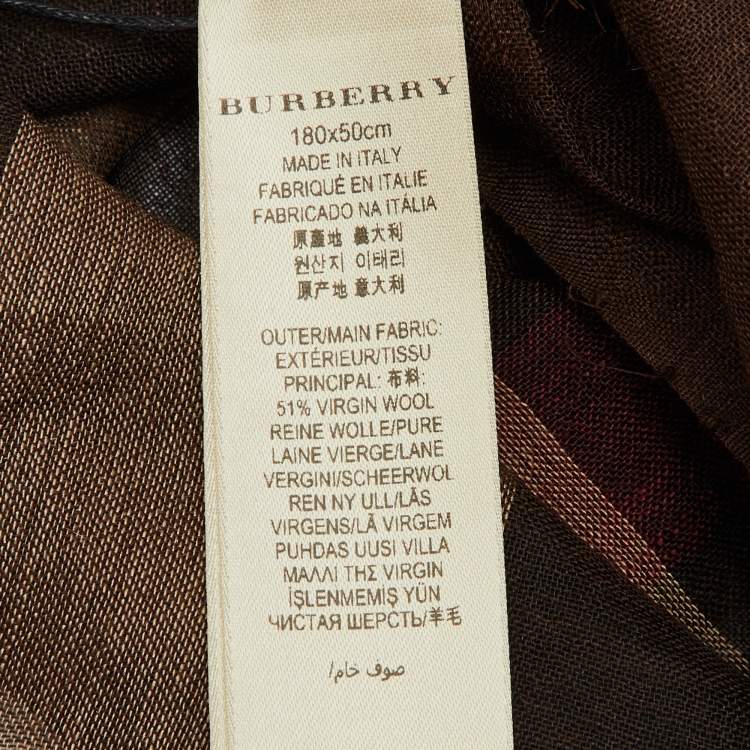 BURBERRY
180x50cm
MADE IN ITALY
FABRIQUÉ EN ITALIE
FABRICADO NA ITÁLIA
原產地 義大利
원산지 이태리
原产地 意大利
OUTER/MAIN FABRIC:
EXTÉRIEUR/TISSU
PRINCIPAL: 布料:
51% VIRGIN WOOL
REINE WOLLE/PURE
LAINE VIERGE/LANE
VERGINI/SCHEERWOL
REN NY ULL/LÃS
VIRGENS/LÃ VIRGEM
PUHDAS UUSI VILLA
ΜΑΛΛΙ ΤΗΣ VIRGIN
İŞLENMEMİŞ YÜN
ЧИСТАЯ ШЕРСТЬ/羊毛
صوف خام/